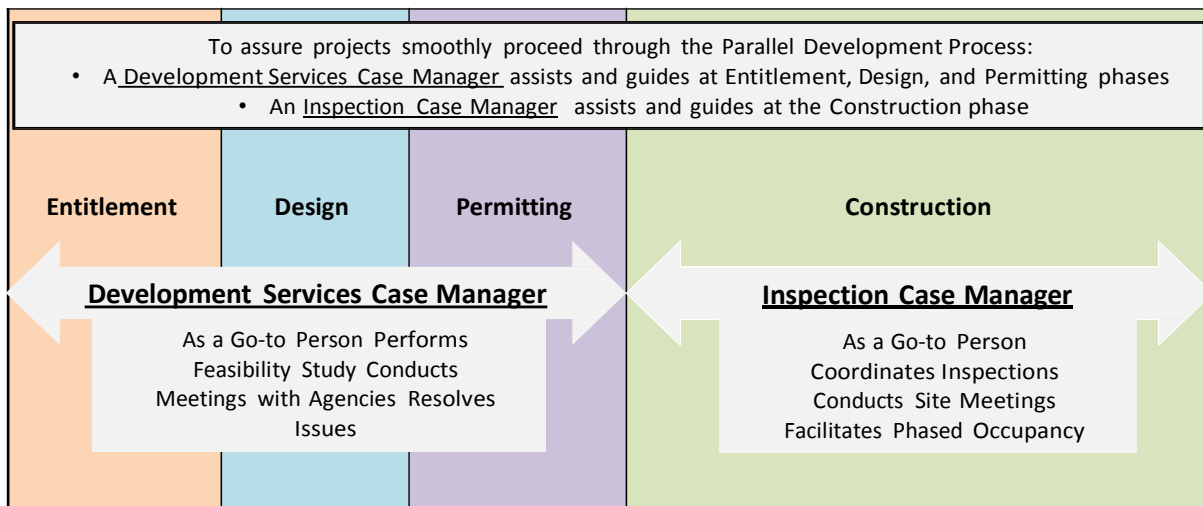 To assure projects smoothly proceed through the Parallel Development Process:
• A Development Services Case Manager assists and guides at Entitlement, Design, and Permitting phases
• An Inspection Case Manager assists and guides at the Construction phase
Entitlement Design Permitting Construction
Development Services Case Manager
As a Go-to Person Performs
Feasibility Study Conducts
Meetings with Agencies Resolves
Issues
Inspection Case Manager
As a Go-to Person
Coordinates Inspections
Conducts Site Meetings
Facilitates Phased Occupancy